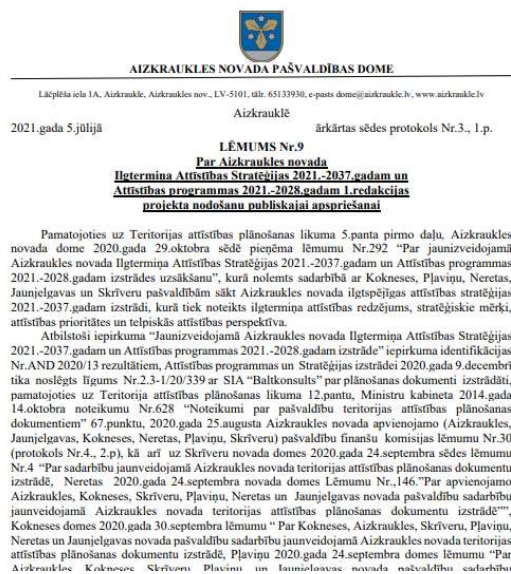 AIZKRAUKLES NOVADA PAŠVALDĪBAS DOME
Lāčplēša iela 1A, Aizkraukle, Aizkraukles nov., LV-5101, tālr. 65133930, e-pasts dome@aizkraukle.lv, www.aizkraukle.lv
Aizkrauklē
2021.gada 5.jūlijā ārkārtas sēdes protokols Nr.3., 1.p.
LĒMUMS Nr.9
Par Aizkraukles novada
Ilgtermiņa Attīstības Stratēģijas 2021.-2037.gadam un
Attīstības programmas 2021.-2028.gadam 1.redakcijas
projekta nodošanu publiskajai apspriešanai
Pamatojoties uz Teritorijas attīstības plānošanas likuma 5.panta pirmo daļu, Aizkraukles
novada dome 2020.gada 29.oktobra sēdē pieņēma lēmumu Nr.292 “Par jaunizveidojamā
Aizkraukles novada Ilgtermiņa Attīstības Stratēģijas 2021.-2037.gadam un Attīstības programmas
2021.-2028.gadam izstrādes uzsākšanu”, kurā nolemts sadarbībā ar Kokneses, Pļaviņu, Neretas,
Jaunjelgavas un Skrīveru pašvaldībām sākt Aizkraukles novada ilgtspējīgas attīstības stratēģijas
2021.-2037.gadam izstrādi, kurā tiek noteikts ilgtermiņa attīstības redzējums, stratēģiskie mērķi,
attīstības prioritātes un telpiskās attīstības perspektīva.
Atbilstoši iepirkuma “Jaunizveidojamā Aizkraukles novada Ilgtermiņa Attīstības Stratēģijas
2021.-2037.gadam un Attīstības programmas 2021.-2028.gadam izstrāde” iepirkuma identifikācijas
Nr.AND 2020/13 rezultātiem, Attīstības programmas un Stratēģijas izstrādei 2020.gada 9.decembrī
tika noslēgts līgums Nr.2.3-1/20/339 ar SIA “Baltkonsults” par plānošanas dokumenti izstrādāti,
pamatojoties uz Teritorija attīstības plānošanas likuma 12.pantu, Ministru kabineta 2014.gada
14.oktobra noteikumu Nr.628 “Noteikumi par pašvaldību teritorijas attīstības plānošanas
dokumentiem” 67.punktu, 2020.gada 25.augusta Aizkraukles novada apvienojamo (Aizkraukles,
Jaunjelgavas, Kokneses, Neretas, Pļaviņu, Skrīveru) pašvaldību finanšu komisijas lēmumu Nr.30
(protokols Nr.4., 2.p), kā arī uz Skrīveru novada domes 2020.gada 24.septembra sēdes lēmumu
Nr.4 “Par sadarbību jaunveidojamā Aizkraukles novada teritorijas attīstības plānošanas dokumentu
izstrādē, Neretas 2020.gada 24.septembra novada domes Lēmumu Nr.,146.”Par apvienojamo
Aizkraukles, Kokneses, Skrīveru, Pļaviņu, Neretas un Jaunjelgavas novada pašvaldību sadarbību
jaunveidojamā Aizkraukles novada teritorijas attīstības plānošanas dokumentu izstrādē””,
Kokneses domes 2020.gada 30.septembra lēmumu “ Par Kokneses, Aizkraukles, Skrīveru, Pļaviņu,
Neretas un Jaunjelgavas novada pašvaldību sadarbību jaunveidojamā Aizkraukles novada teritorijas
attīstības plānošanas dokumentu izstrādē, Pļaviņu 2020.gada 24.septembra domes lēmumu “Par
Aizkraukles, Kokneses, Skrīveru, Pļaviņu, un Jaunjelgavas novada pašvaldību sadarbību